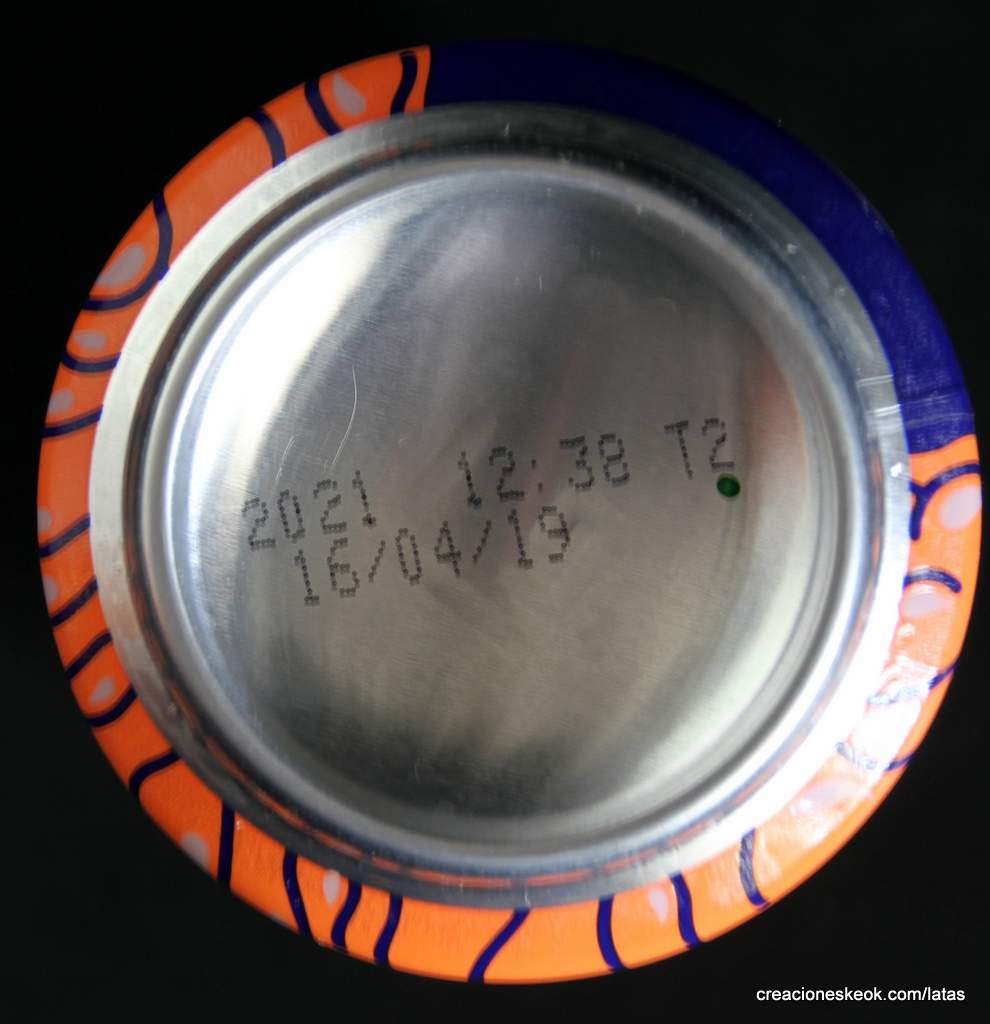 2021 12:38 T2
16/04/19
creacioneskeok.com/latas